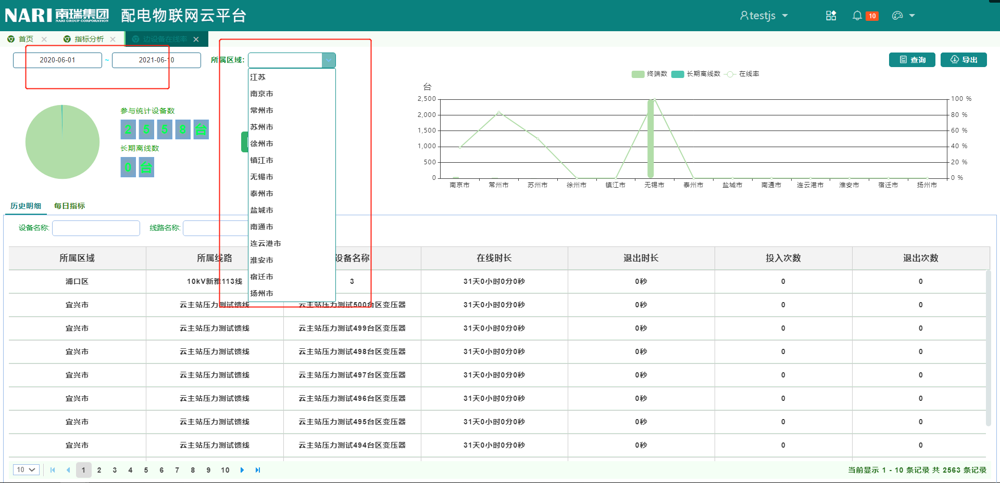 NARI 南瑞集团 NARI GROUP CORPORATION 配电物联网云平台 testjs 10
首页 指标分析 边设备在线率
2020-06-01 ~ 2021-06-10 所属区域: 查询 导出
江苏
南京市
常州市
苏州市
徐州市
镇江市
无锡市
泰州市
盐城市
南通市
连云港市
淮安市
宿迁市
扬州市
参与统计设备数
2 5 5 8 台
长期离线数
0 台
终端数 长期离线数 在线率
台
2,500 100 %
2,000 80 %
1,500 60 %
1,000 40 %
500 20 %
0 0 %
南京市 常州市 苏州市 徐州市 镇江市 无锡市 泰州市 盐城市 南通市 连云港市 淮安市 宿迁市 扬州市
历史明细 每日指标
设备名称: 线路名称:
所属区域 所属线路 设备名称 在线时长 退出时长 投入次数 退出次数
浦口区 10kV新雅113线 3 31天0小时0分0秒 0秒 0 0
宜兴市 云主站压力测试馈线 云主站压力测试500台区变压器 31天0小时0分0秒 0秒 0 0
宜兴市 云主站压力测试馈线 云主站压力测试499台区变压器 31天0小时0分0秒 0秒 0 0
宜兴市 云主站压力测试馈线 云主站压力测试498台区变压器 31天0小时0分0秒 0秒 0 0
宜兴市 云主站压力测试馈线 云主站压力测试497台区变压器 31天0小时0分0秒 0秒 0 0
宜兴市 云主站压力测试馈线 云主站压力测试496台区变压器 31天0小时0分0秒 0秒 0 0
宜兴市 云主站压力测试馈线 云主站压力测试495台区变压器 31天0小时0分0秒 0秒 0 0
宜兴市 云主站压力测试馈线 云主站压力测试494台区变压器 31天0小时0分0秒 0秒 0 0
10 1 2 3 4 5 6 7 8 9 10 当前显示 1 - 10 条记录 共 2563 条记录